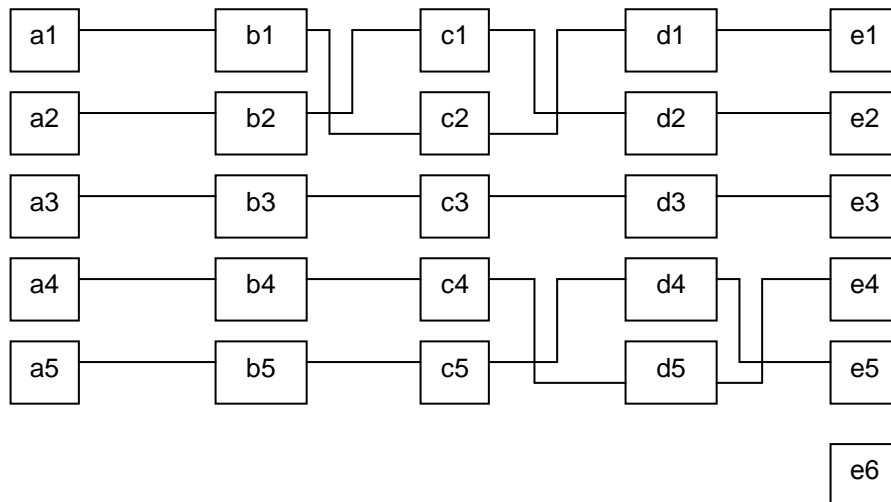 a1 b1 c1 d1 e1
a2 b2 c2 d2 e2
a3 b3 c3 d3 e3
a4 b4 c4 d4 e4
a5 b5 c5 d5 e5
e6